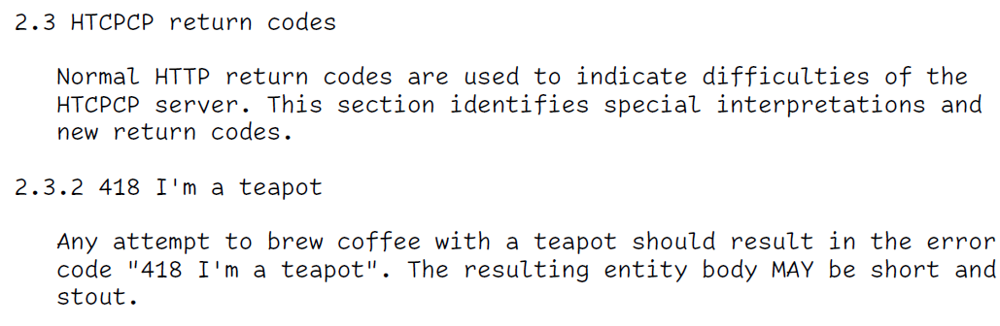 2.3 HTCPCP return codes
Normal HTTP return codes are used to indicate difficulties of the
HTCPCP server. This section identifies special interpretations and
new return codes.
2.3.2 418 I'm a teapot
Any attempt to brew coffee with a teapot should result in the error
code "418 I'm a teapot". The resulting entity body MAY be short and
stout.